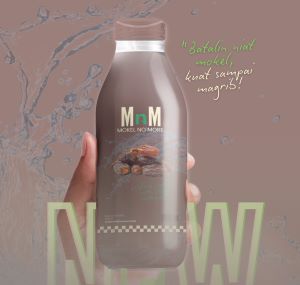 "Batalin niat
mokel,
kuat sampai
magrib!"
MnM
MOKEL NO MORE
NEW